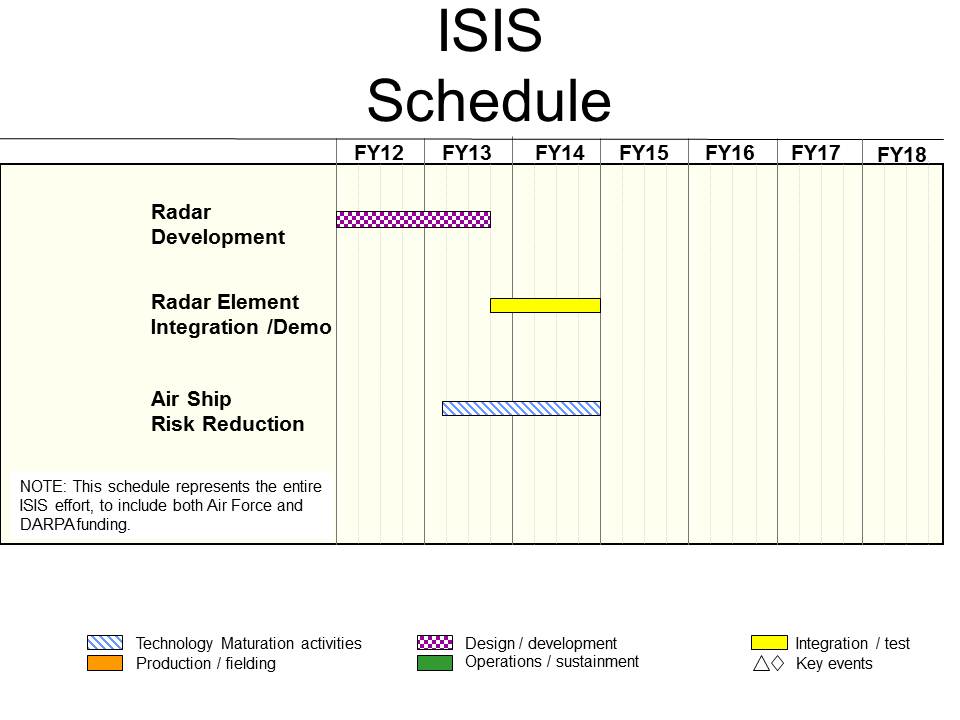 ISIS
Schedule
FY12 FY13 FY14 FY15 FY16 FY17 FY18
Radar
Development
Radar Element
Integration /Demo
Air Ship
Risk Reduction
NOTE: This schedule represents the entire
ISIS effort, to include both Air Force and
DARPA funding.
Technology Maturation activities
Design / development
Integration / test
Production / fielding
Operations / sustainment
Key events